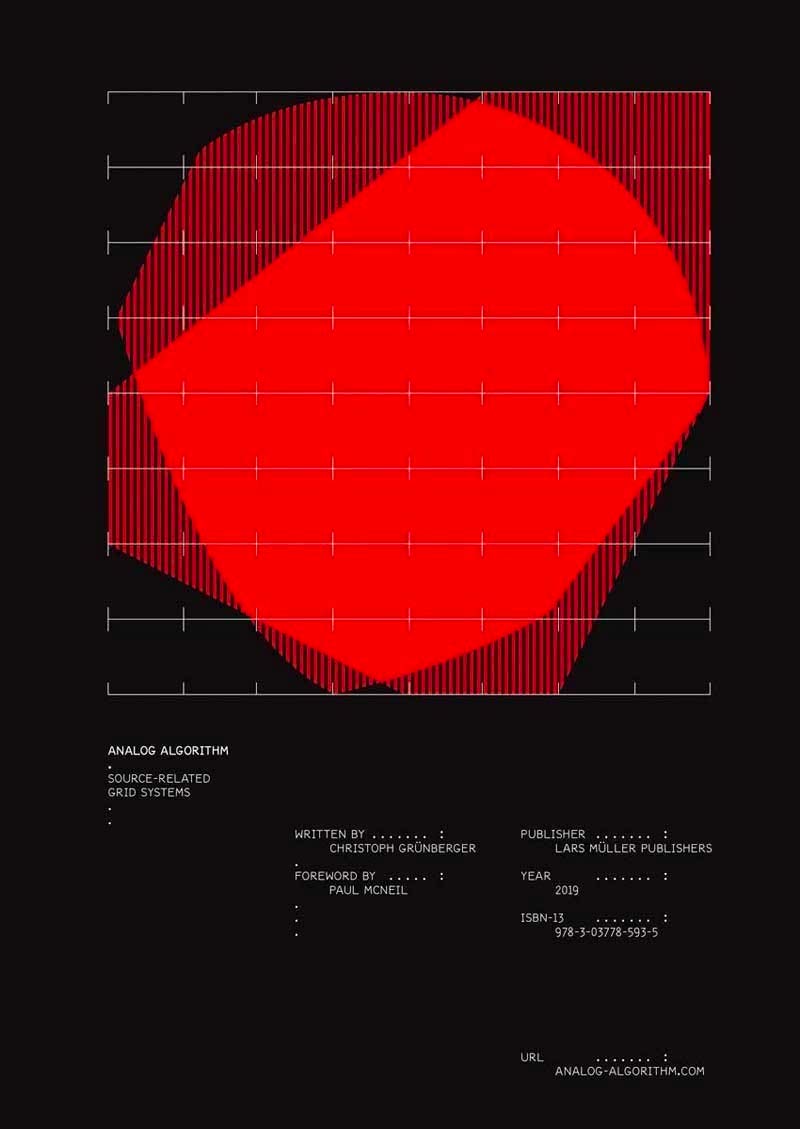 ANALOG ALGORITHM
.
SOURCE-RELATED
GRID SYSTEMS
.
.
WRITTEN BY ....... :
CHRISTOPH GRÜNBERGER
.
FOREWORD BY ..... :
PAUL MCNEIL
.
.
.
PUBLISHER ....... :
LARS MÜLLER PUBLISHERS
YEAR ....... :
2019
ISBN-13 ....... :
978-3-03778-593-5
URL ....... :
ANALOG-ALGORITHM.COM